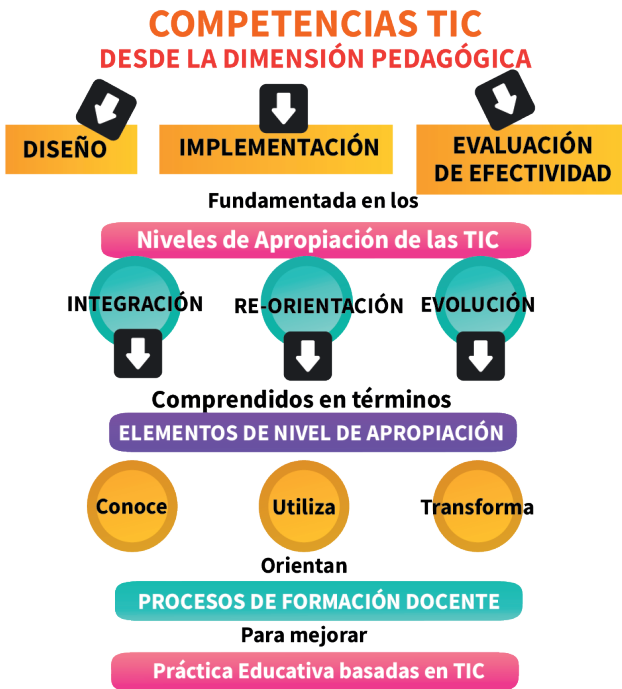 COMPETENCIAS TIC
DESDE LA DIMENSIÓN PEDAGÓGICA
DISEÑO
IMPLEMENTACIÓN
EVALUACIÓN
DE EFECTIVIDAD
Fundamentada en los
Niveles de Apropiación de las TIC
INTEGRACIÓN
RE-ORIENTACIÓN
EVOLUCIÓN
Comprendidos en términos
ELEMENTOS DE NIVEL DE APROPIACIÓN
Conoce
Utiliza
Transforma
Orientan
PROCESOS DE FORMACIÓN DOCENTE
Para mejorar
Práctica Educativa basadas en TIC